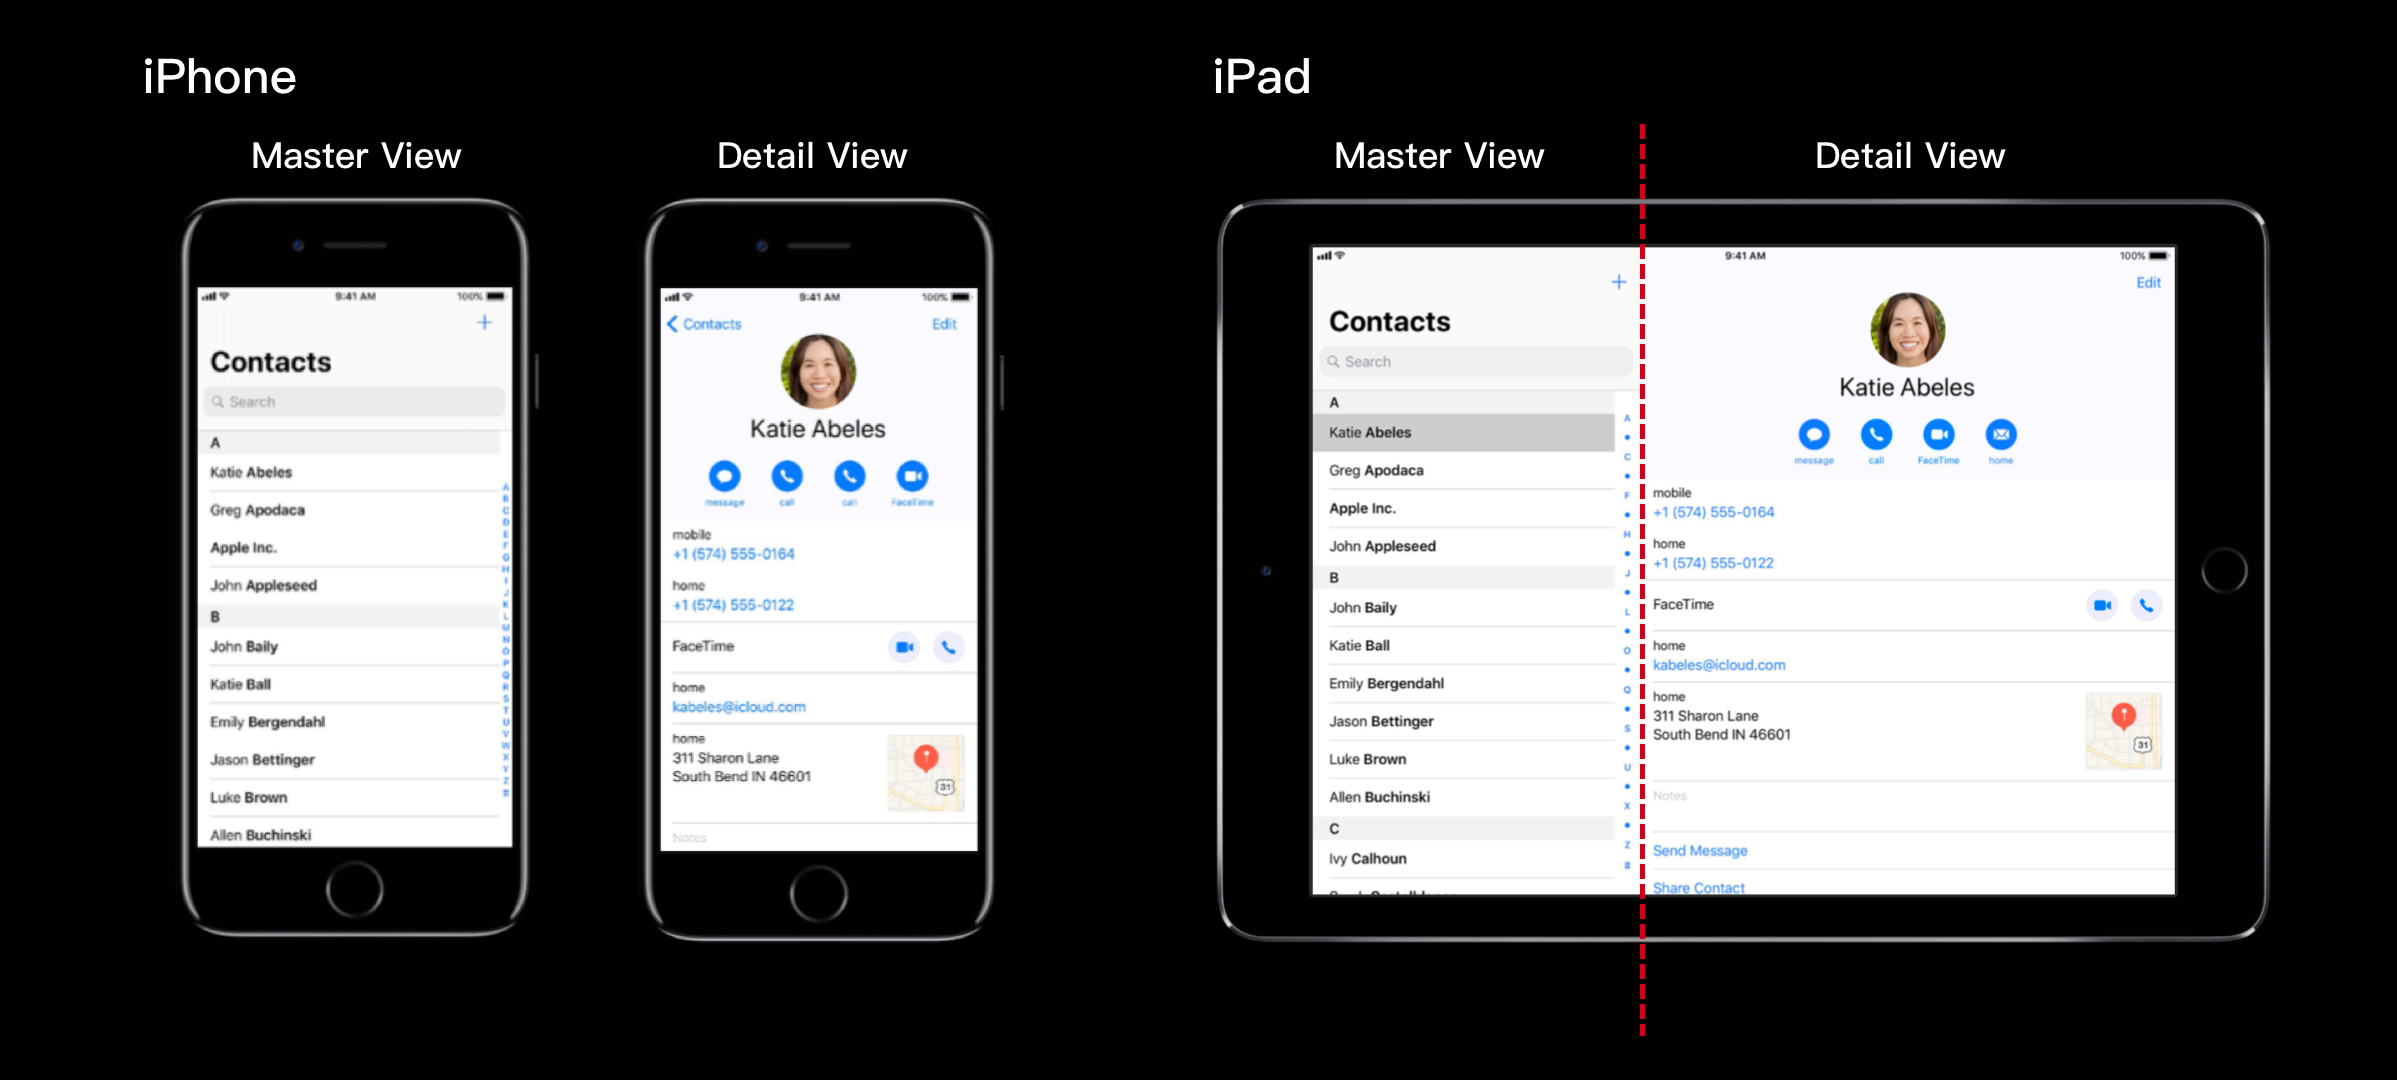 iPhone
Master View
9:41 AM
100%
+
Contacts
Search
A
Katie Abeles
Greg Apodaca
Apple Inc.
John Appleseed
B
John Baily
Katie Ball
Emily Bergendahl
Jason Bettinger
Luke Brown
Allen Buchinski
A
B
C
D
E
F
G
H
I
J
K
L
M
N
O
P
Q
R
S
T
U
V
W
X
Y
Z
#
Detail View
9:41 AM
100%
Contacts
Edit
Katie Abeles
message
call
call
FaceTime
mobile
+1 (574) 555-0164
home
+1 (574) 555-0122
FaceTime
home
kabeles@icloud.com
home
311 Sharon Lane
South Bend IN 46601
31
Notes
iPad
Master View
+
Contacts
Search
A
Katie Abeles
Greg Apodaca
Apple Inc.
John Appleseed
B
John Baily
Katie Ball
Emily Bergendahl
Jason Bettinger
Luke Brown
Allen Buchinski
C
Ivy Calhoun
A
C
F
H
J
L
O
Q
S
U
X
Z
#
Detail View
9:41 AM
100%
Edit
Katie Abeles
message
call
FaceTime
home
mobile
+1 (574) 555-0164
home
+1 (574) 555-0122
FaceTime
home
kabeles@icloud.com
home
311 Sharon Lane
South Bend IN 46601
31
Notes
Send Message
Share Contact